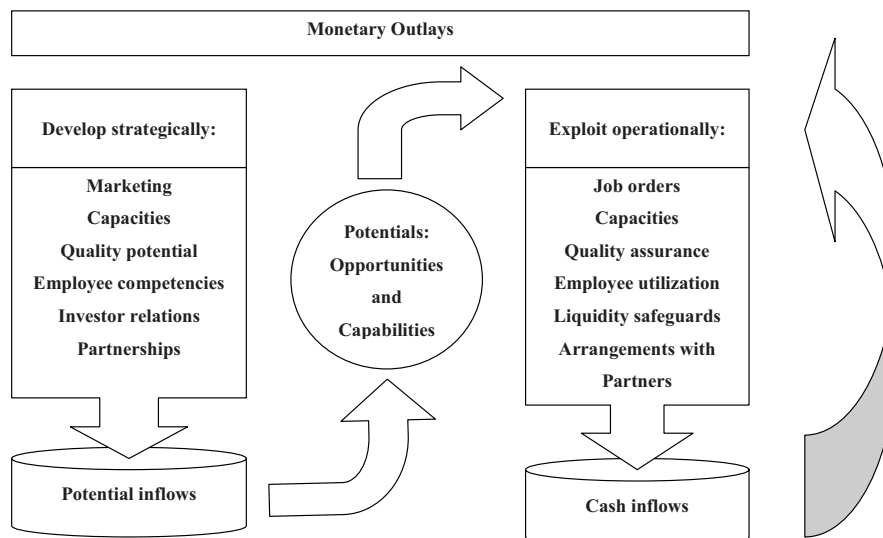 Monetary Outlays
Develop strategically:
Marketing
Capacities
Quality potential
Employee competencies
Investor relations
Partnerships
Potential inflows
Potentials:
Opportunities
and
Capabilities
Exploit operationally:
Job orders
Capacities
Quality assurance
Employee utilization
Liquidity safeguards
Arrangements with
Partners
Cash inflows